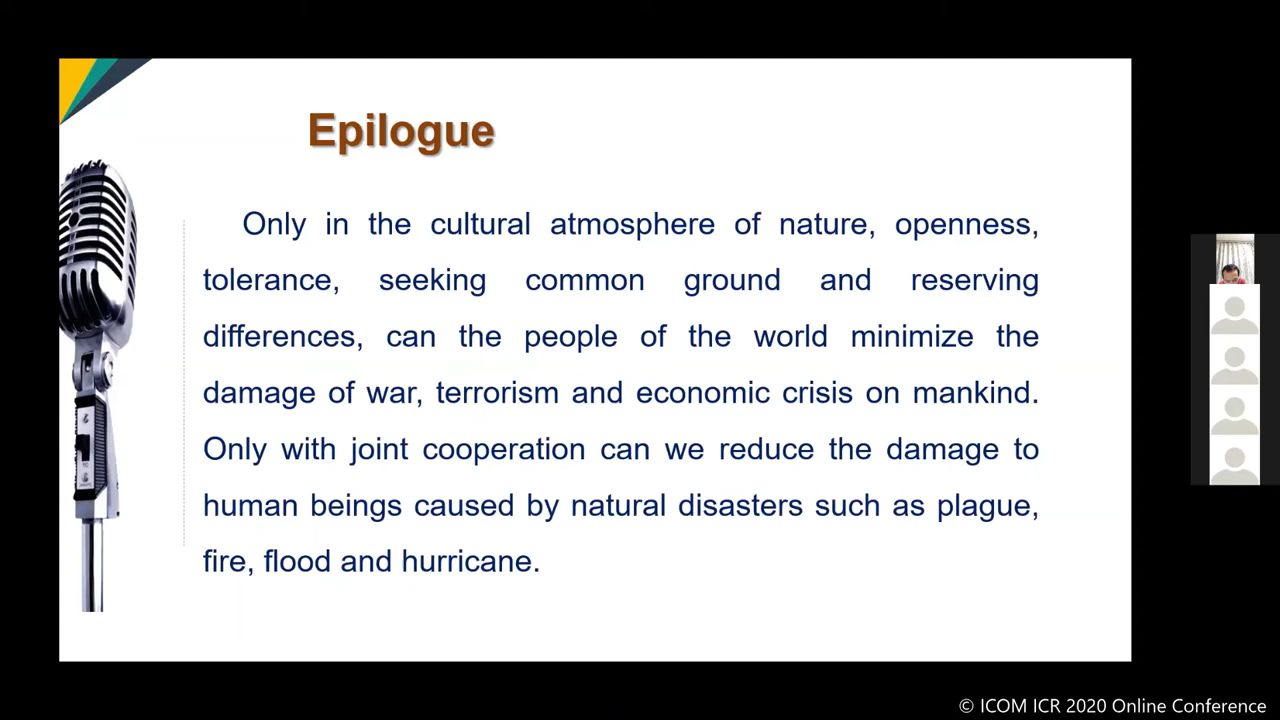 Epilogue
Only in the cultural atmosphere of nature, openness,
tolerance, seeking common ground and reserving
differences, can the people of the world minimize the
damage of war, terrorism and economic crisis on mankind.
Only with joint cooperation can we reduce the damage to
human beings caused by natural disasters such as plague,
fire, flood and hurricane.
© ICOM ICR 2020 Online Conference